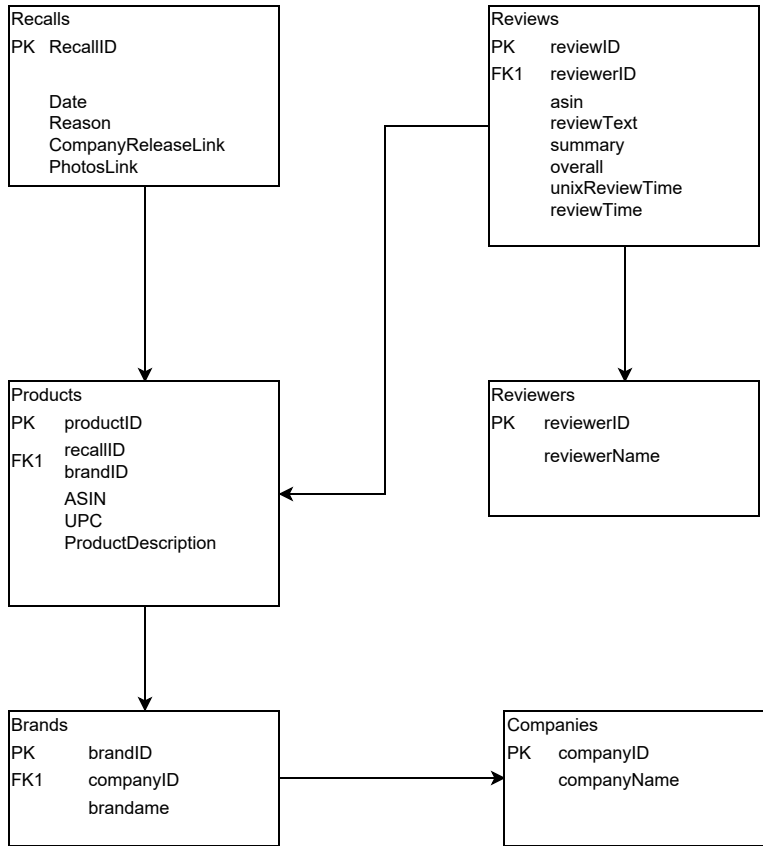 Recalls
PK RecallID
Date
Reason
CompanyReleaseLink
PhotosLink
Reviews
PK reviewID
FK1 reviewerID
asin
reviewText
summary
overall
unixReviewTime
reviewTime
Products
PK productID
FK1 recallID
brandID
ASIN
UPC
ProductDescription
Reviewers
PK reviewerID
reviewerName
Brands
PK brandID
FK1 companyID
brandame
Companies
PK companyID
companyName